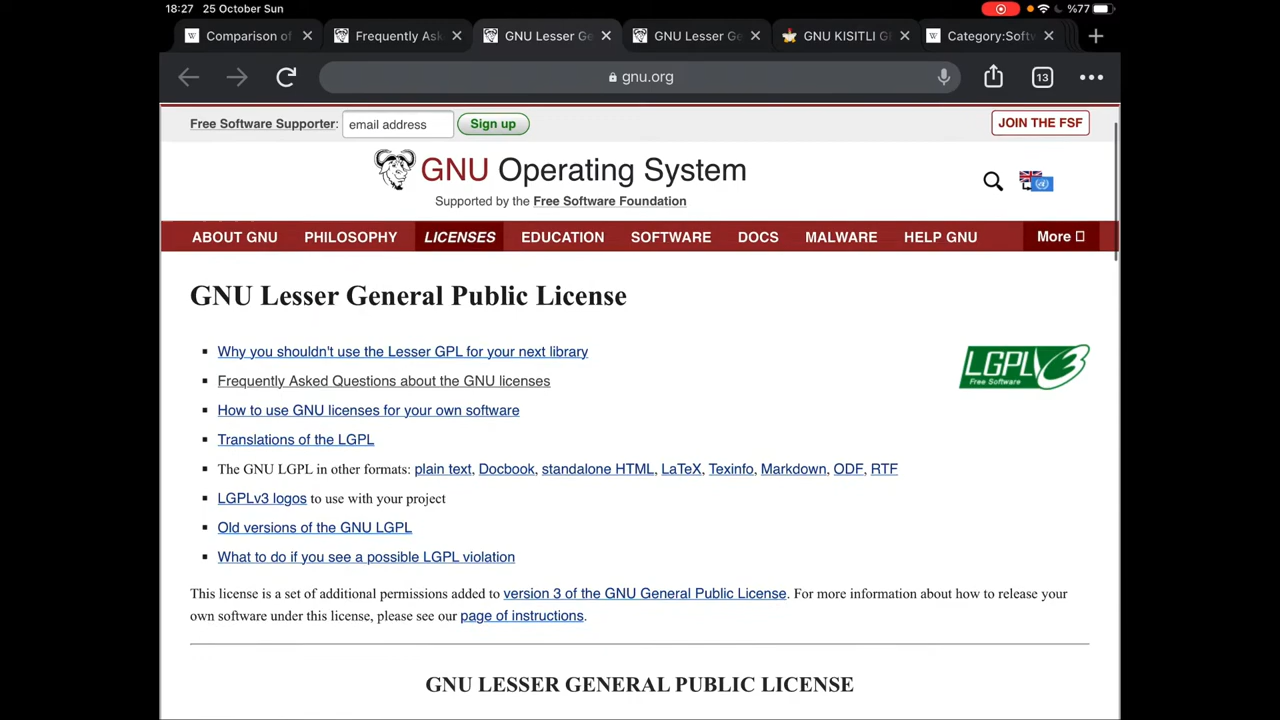 18:27 25 October Sun %77
Comparison of Frequently Ask GNU Lesser Ge GNU Lesser Ge GNU KISITLI GE Category:Softw
gnu.org 13
Free Software Supporter: email address Sign up JOIN THE FSF
GNU Operating System
Supported by the Free Software Foundation
ABOUT GNU PHILOSOPHY LICENSES EDUCATION SOFTWARE DOCS MALWARE HELP GNU More
GNU Lesser General Public License
Why you shouldn't use the Lesser GPL for your next library
LGPLv3
Free Software
Frequently Asked Questions about the GNU licenses
How to use GNU licenses for your own software
Translations of the LGPL
The GNU LGPL in other formats: plain text, Docbook, standalone HTML, LaTeX, Texinfo, Markdown, ODF, RTF
LGPLv3 logos to use with your project
Old versions of the GNU LGPL
What to do if you see a possible LGPL violation
This license is a set of additional permissions added to version 3 of the GNU General Public License. For more information about how to release your
own software under this license, please see our page of instructions.
GNU LESSER GENERAL PUBLIC LICENSE